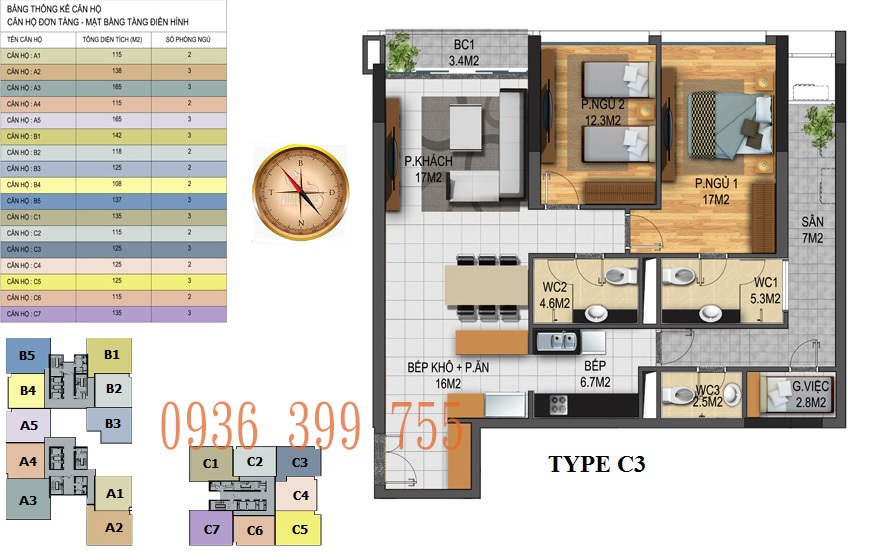 BẢNG THỐNG KÊ CĂN HỘ
CĂN HỘ ĐƠN TẦNG - MẶT BẰNG TẦNG ĐIỂN HÌNH
TÊN CĂN HỘ TỔNG DIỆN TÍCH (M2) SỐ PHÒNG NGỦ
CĂN HỘ : A1 115 2
CĂN HỘ : A2 138 3
CĂN HỘ : A3 165 3
CĂN HỘ : A4 115 2
CĂN HỘ : A5 165 3
CĂN HỘ : B1 142 3
CĂN HỘ : B2 118 2
CĂN HỘ : B3 125 2
CĂN HỘ : B4 108 2
CĂN HỘ : B5 137 3
CĂN HỘ : C1 135 3
CĂN HỘ : C2 115 2
CĂN HỘ : C3 125 3
CĂN HỘ : C4 125 2
CĂN HỘ : C5 125 3
CĂN HỘ : C6 115 2
CĂN HỘ : C7 135 3
B
T
D
N
BC1
3.4M2
P.KHÁCH
17M2
P.NGỦ 2
12.3M2
P.NGỦ 1
17M2
SÂN
7M2
WC2
4.6M2
WC1
5.3M2
BẾP KHÔ + P.ĂN
16M2
BẾP
6.7M2
WC3
2.5M2
G.VIỆC
2.8M2
0936 399 755
TYPE C3
B5
B1
B4
B2
A5
B3
A4
A3
A1
A2
C1
C2
C3
C4
C7
C6
C5